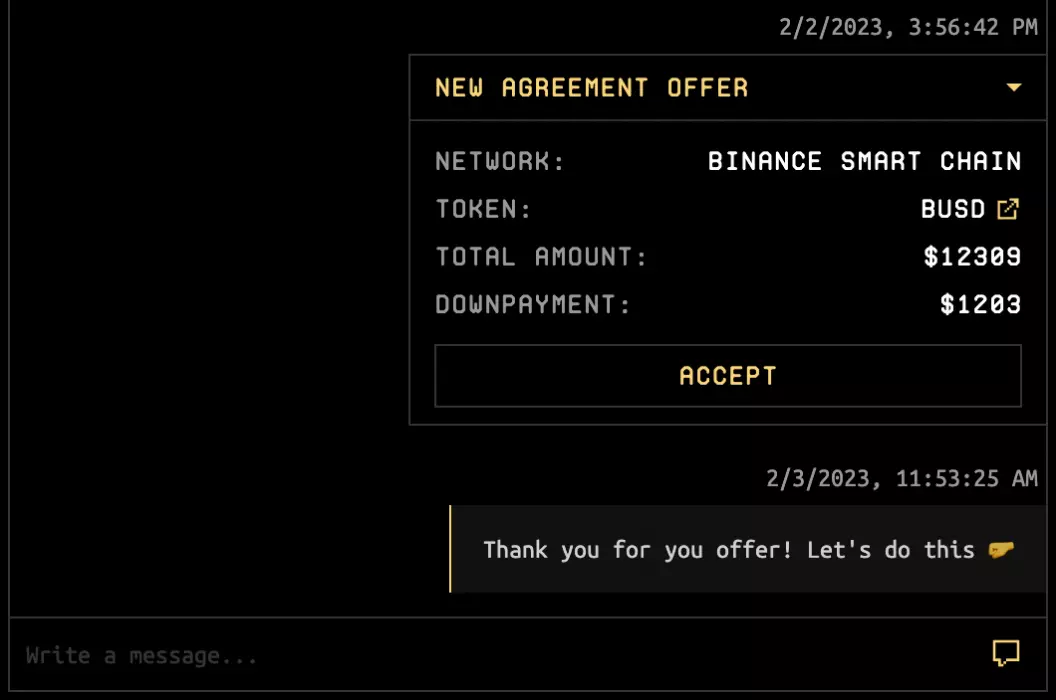 2/2/2023, 3:56:42 PM
NEW AGREEMENT OFFER
NETWORK: BINANCE SMART CHAIN
TOKEN: BUSD
TOTAL AMOUNT: $12309
DOWNPAYMENT: $1203
ACCEPT
2/3/2023, 11:53:25 AM
Thank you for you offer! Let's do this 🤛
Write a message...